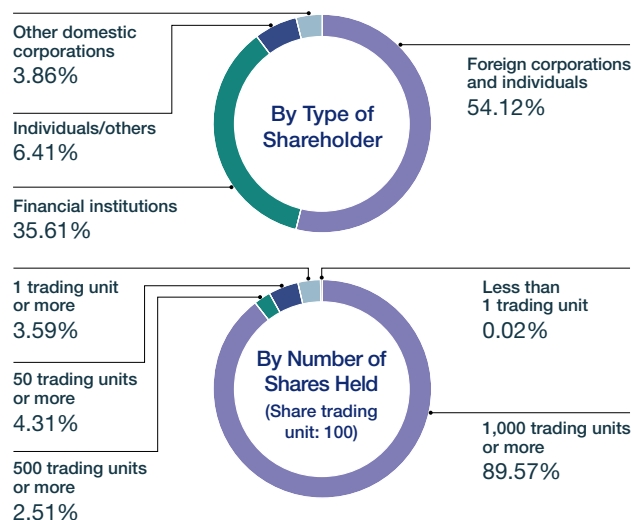 Other domestic
corporations
3.86%
Individuals/others
6.41%
Financial institutions
35.61%
By Type of
Shareholder
Foreign corporations
and individuals
54.12%
1 trading unit
or more
3.59%
50 trading units
or more
4.31%
500 trading units
or more
2.51%
By Number of
Shares Held
(Share trading
unit: 100)
Less than
1 trading unit
0.02%
1,000 trading units
or more
89.57%